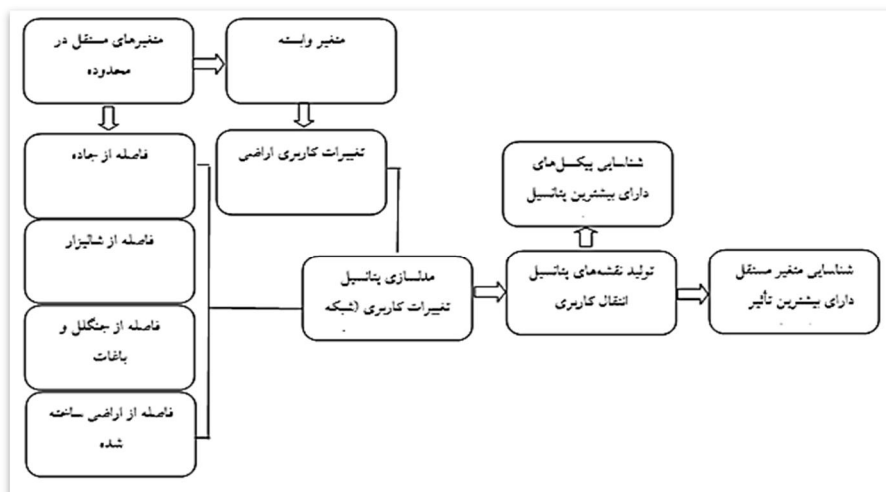 متغیرهای مستقل در
محدوده
متغیر وابسته
فاصله از جاده
تغییرات کاربری اراضی
فاصله از شالیزار
فاصله از جنگلل و
باغات
فاصله از اراضی ساخته
شده
مدلسازی پتانسیل
تغییرات کاربری (شبکه
تولید نقشه‌های پتانسیل
انتقال کاربری
شناسایی پیکسل‌های
دارای بیشترین پتانسیل
شناسایی متغیر مستقل
دارای بیشترین تأثیر